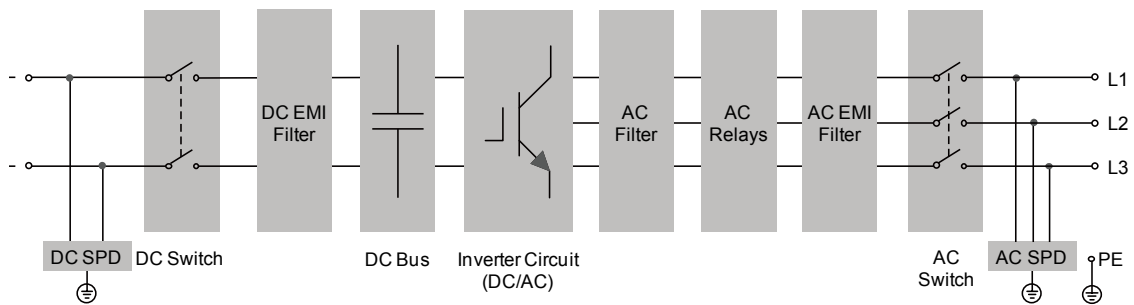 L1
DC EMI
Filter
AC
Filter
AC
Relays
AC EMI
Filter
L2
L3
DC SPD
DC Switch
DC Bus
Inverter Circuit
(DC/AC)
AC
Switch
AC SPD
PE